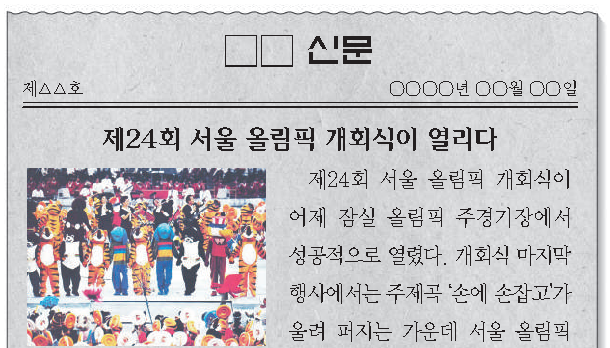 □□ 신문
제△△호 ○○○○년 ○○월 ○○일
제24회 서울 올림픽 개회식이 열리다
제24회 서울 올림픽 개회식이
어제 잠실 올림픽 주경기장에서
성공적으로 열렸다. 개회식 마지막
행사에서는 주제곡 ‘손에 손잡고’가
울려 퍼지는 가운데 서울 올림픽